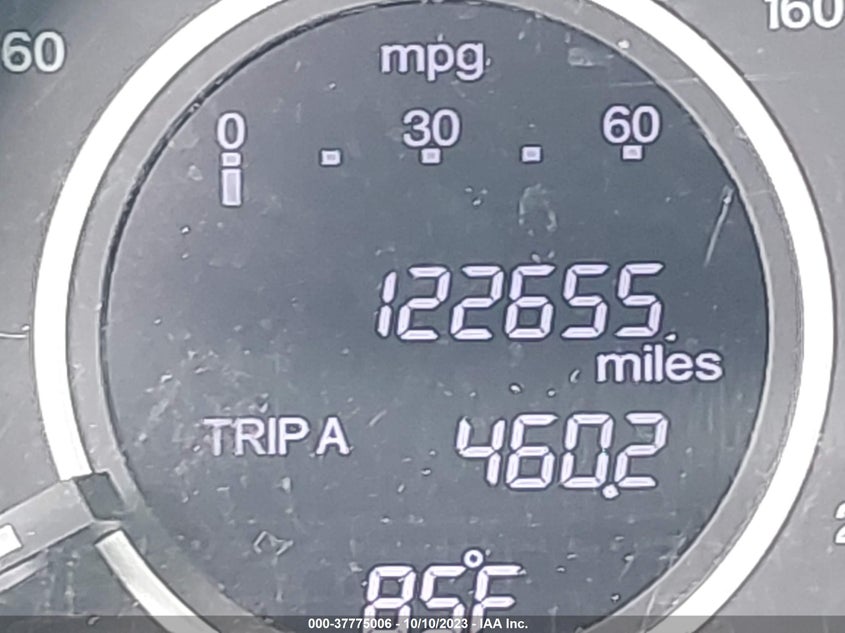 60
160
mpg
0 30 60
122655
miles
TRIP A 460.2
85°F
000-37775006 - 10/10/2023 - IAA Inc.